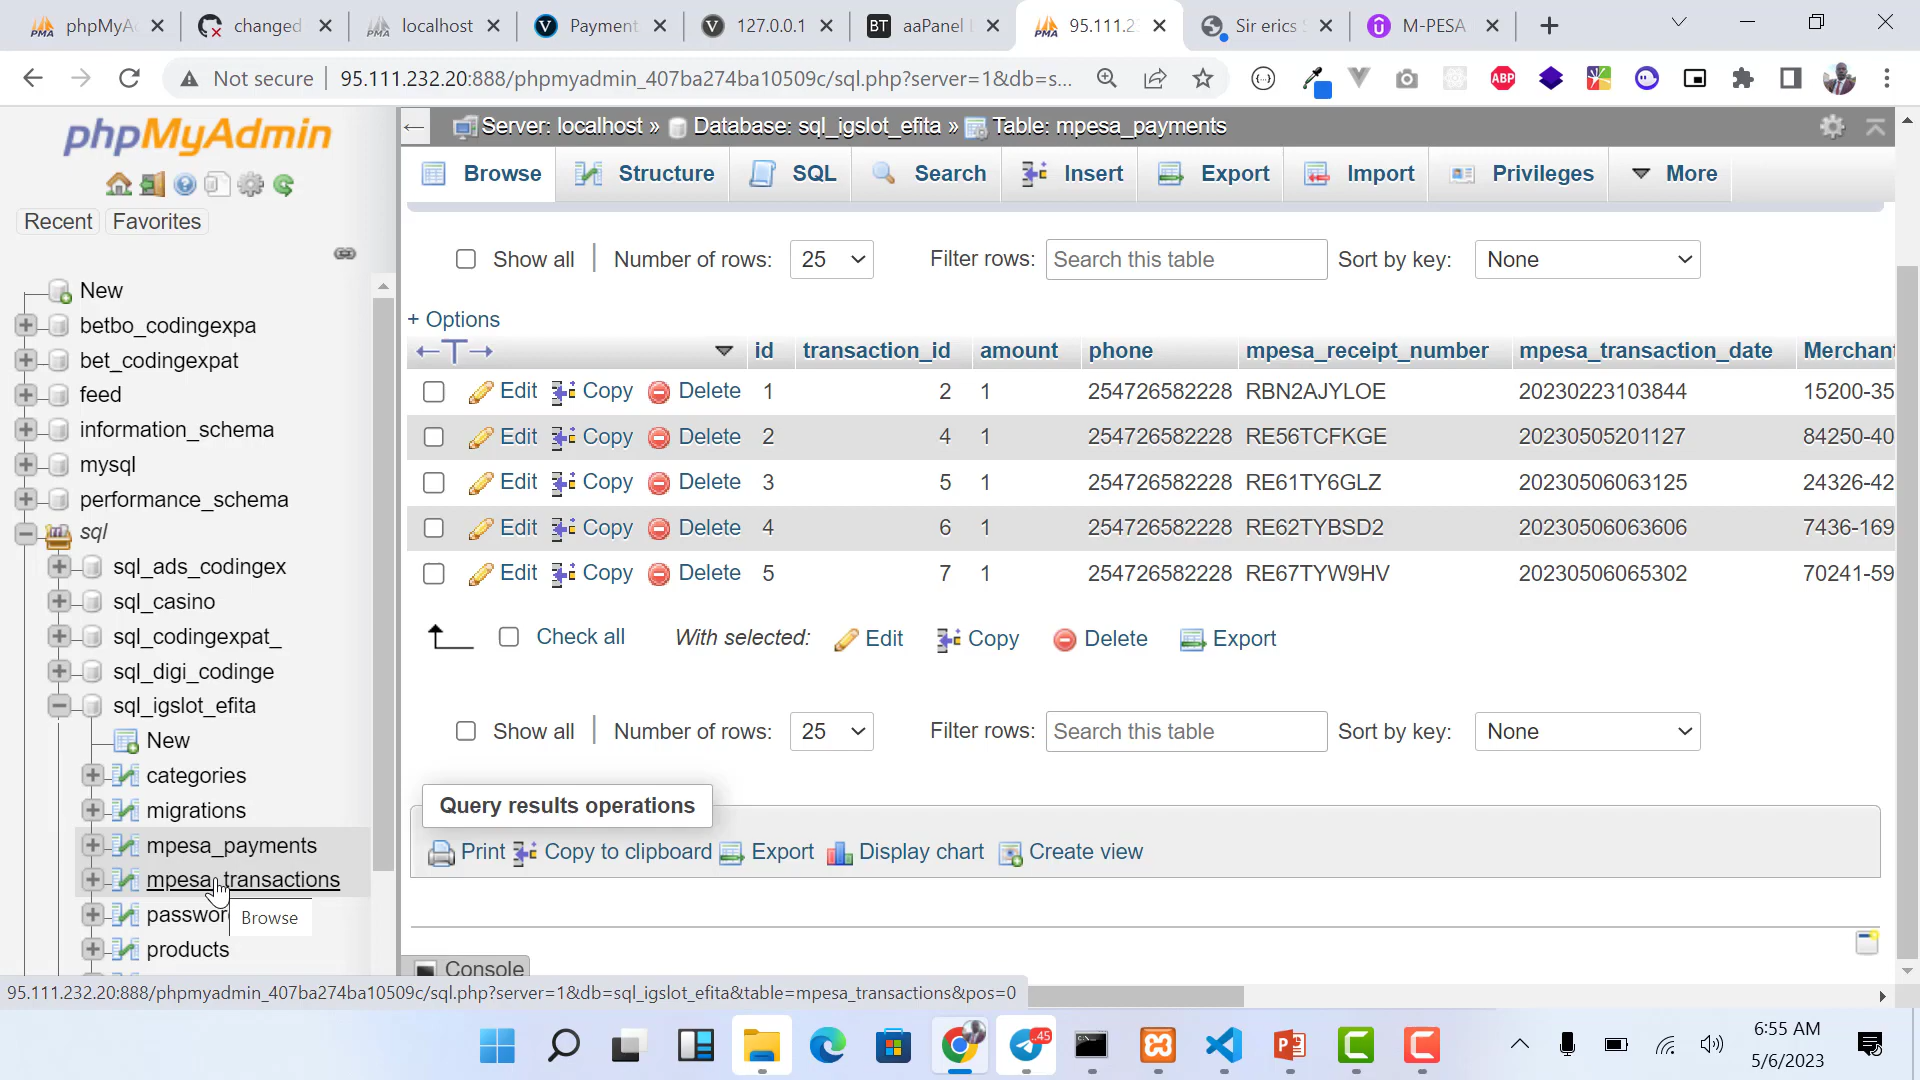 phpMyA
changed
localhost
Payment
127.0.0.1
BT
aaPanel
95.111.2
Sir erics
M-PESA
Not secure
95.111.232.20:888/phpmyadmin_407ba274ba10509c/sql.php?server=1&db=s...
ABP
phpMyAdmin
Recent
Favorites
New
betbo_codingexpa
bet_codingexpat
feed
information_schema
mysql
performance_schema
sql
sql_ads_codingex
sql_casino
sql_codingexpat_
sql_digi_codinge
sql_igslot_efita
New
categories
migrations
mpesa_payments
mpesa_transactions
Browse
products
Server: localhost » Database: sql_igslot_efita » Table: mpesa_payments
Browse Structure SQL Search Insert Export Import Privileges More
Show all Number of rows: 25 Filter rows: Search this table Sort by key: None
+ Options
id transaction_id amount phone mpesa_receipt_number mpesa_transaction_date Merchant
Edit Copy Delete 1 2 1 254726582228 RBN2AJYLOE 20230223103844 15200-35
Edit Copy Delete 2 4 1 254726582228 RE56TCFKGE 20230505201127 84250-40
Edit Copy Delete 3 5 1 254726582228 RE61TY6GLZ 20230506063125 24326-42
Edit Copy Delete 4 6 1 254726582228 RE62TYBSD2 20230506063606 7436-169
Edit Copy Delete 5 7 1 254726582228 RE67TYW9HV 20230506065302 70241-59
Check all With selected: Edit Copy Delete Export
Show all Number of rows: 25 Filter rows: Search this table Sort by key: None
Query results operations
Print Copy to clipboard Export Display chart Create view
Console
95.111.232.20:888/phpmyadmin_407ba274ba10509c/sql.php?server=1&db=sql_igslot_efita&table=mpesa_transactions&pos=0
45
6:55 AM
5/6/2023